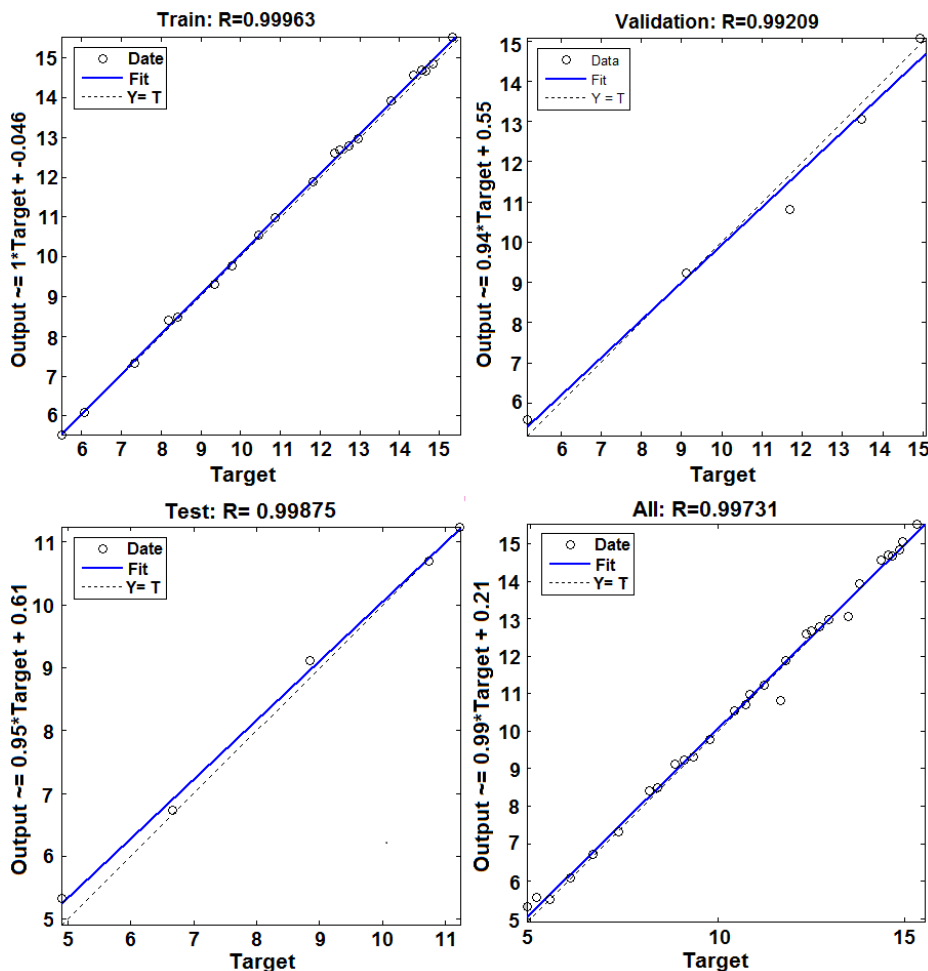 Train: R=0.99963
Output ~= 1*Target + -0.046
15
14
13
12
11
10
9
8
7
6
Date
Fit
Y= T
6 7 8 9 10 11 12 13 14 15
Target
Validation: R=0.99209
Output ~= 0.94*Target + 0.55
15
14
13
12
11
10
9
8
7
6
Data
Fit
Y = T
6 7 8 9 10 11 12 13 14 15
Target
Test: R= 0.99875
Output ~= 0.95*Target + 0.61
11
10
9
8
7
6
5
Date
Fit
Y= T
5 6 7 8 9 10 11
Target
All: R=0.99731
Output ~= 0.99*Target + 0.21
15
14
13
12
11
10
9
8
7
6
5
Date
Fit
Y= T
5 10 15
Target